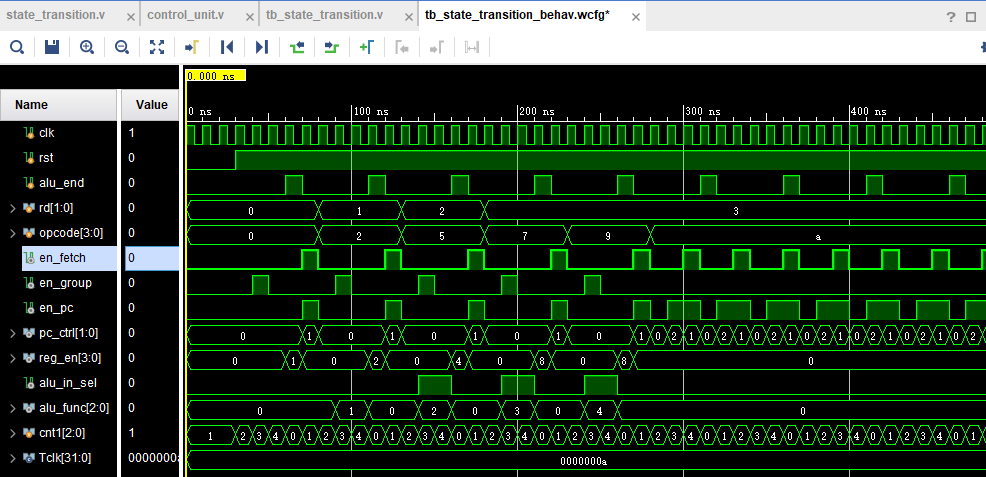 state_transition.v × control_unit.v × tb_state_transition.v × tb_state_transition_behav.wcfg* ×
?
0.000 ns
Name Value
0 ns 100 ns 200 ns 300 ns 400 ns
clk 1
rst 0
alu_end 0
rd[1:0] 0 0 1 2 3
opcode[3:0] 0 0 2 5 7 9 a
en_fetch 0
en_group 0
en_pc 0
pc_ctrl[1:0] 0 0 1 0 1 0 1 0 1 0 1 0 2 1 0 2 1 0 2 1 0 2 1 0 2 1 0 2 1 0 2
reg_en[3:0] 0 0 1 0 2 0 4 0 8 0 8 0
alu_in_sel 0
alu_func[2:0] 0 0 1 0 2 0 3 0 4 0
cnt1[2:0] 1 1 2 3 4 0 1 2 3 4 0 1 2 3 4 0 1 2 3 4 0 1 2 3 4 0 1 2 3 4 0 1 2 3 4 0 1 2 3 4 0 1 2 3 4 0 1
Tclk[31:0] 0000000a 0000000a